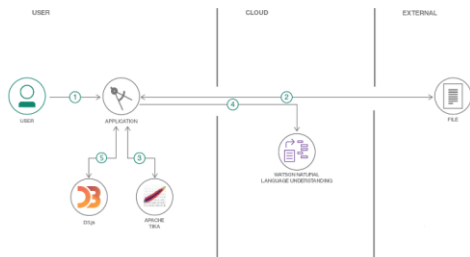 USER
CLOUD
EXTERNAL
1
2
4
USER
APPLICATION
FILE
5
3
WATSON NATURAL
LANGUAGE UNDERSTANDING
D3.js
APACHE
TIKA